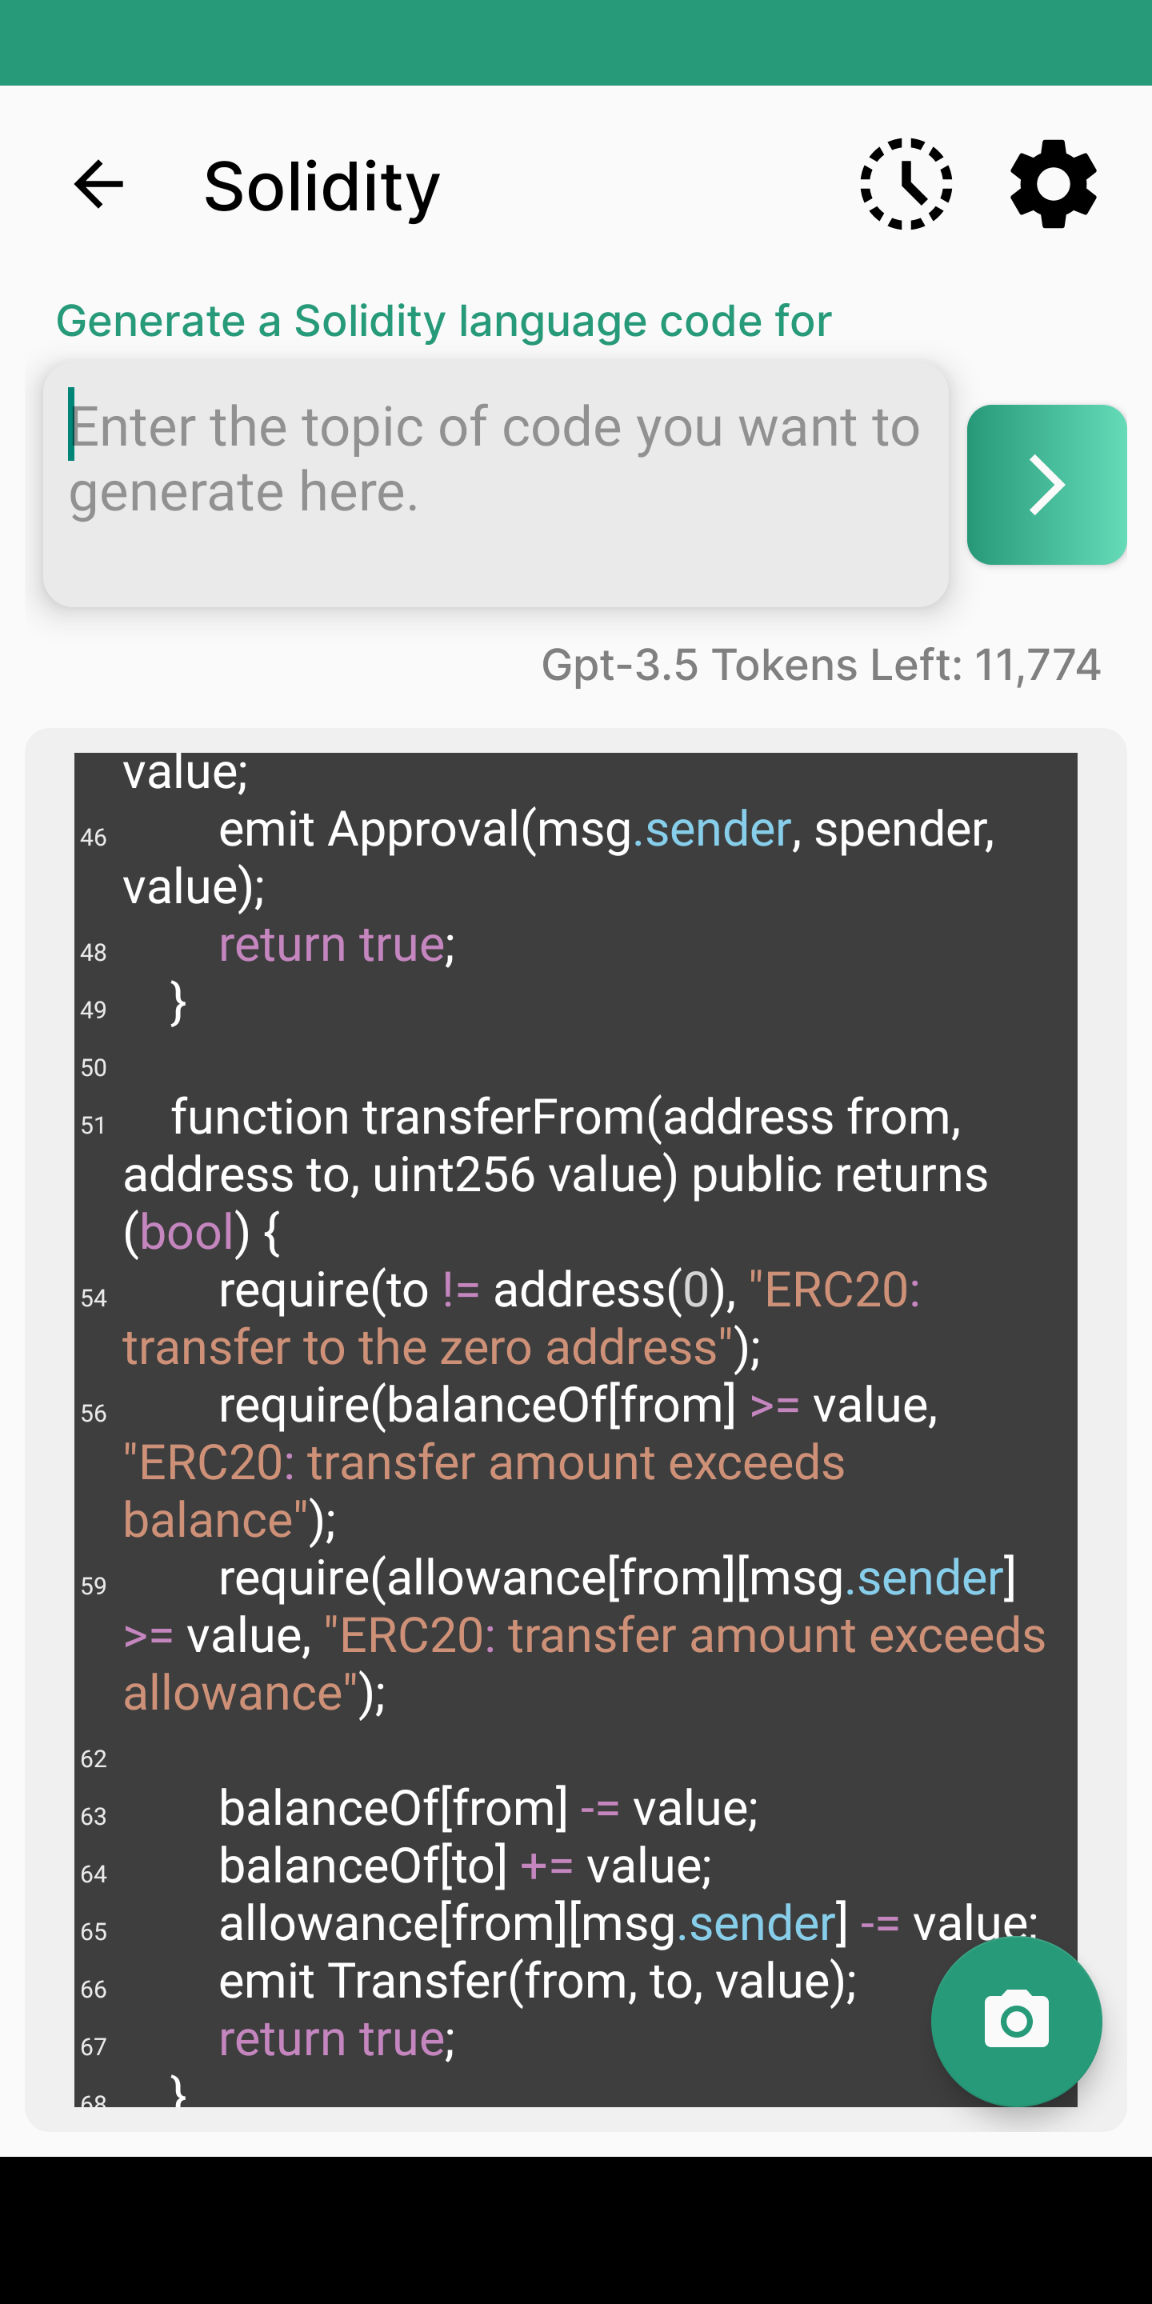 Solidity
Generate a Solidity language code for
Enter the topic of code you want to
generate here.
Gpt-3.5 Tokens Left: 11,774
value;
46 emit Approval(msg.sender, spender,
value);
48 return true;
49 }
50
51 function transferFrom(address from,
address to, uint256 value) public returns
(bool) {
54 require(to != address(0), "ERC20:
transfer to the zero address");
56 require(balanceOf[from] >= value,
"ERC20: transfer amount exceeds
balance");
59 require(allowance[from][msg.sender]
>= value, "ERC20: transfer amount exceeds
allowance");
62
63 balanceOf[from] -= value;
64 balanceOf[to] += value;
65 allowance[from][msg.sender] -= value;
66 emit Transfer(from, to, value);
67 return true;
68 }